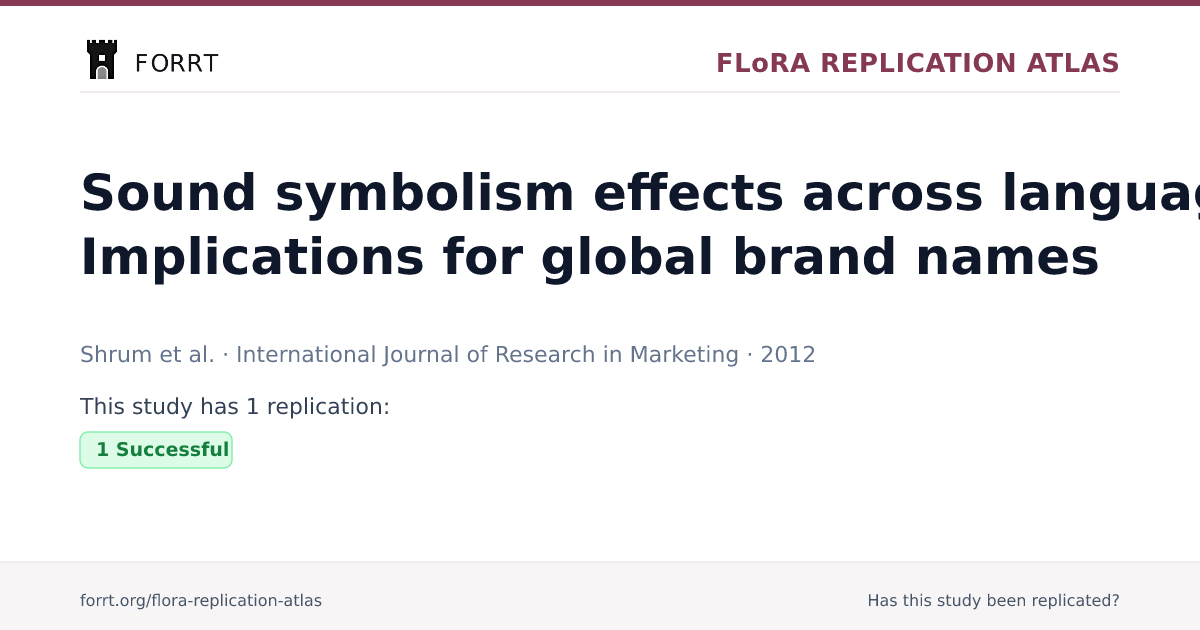 FORRT
FLoRA REPLICATION ATLAS
Sound symbolism effects across
Implications for global brand names
Shrum et al. · International Journal of Research in Marketing · 2012
This study has 1 replication:
1 Successful
forrt.org/flora-replication-atlas
Has this study been replicated?